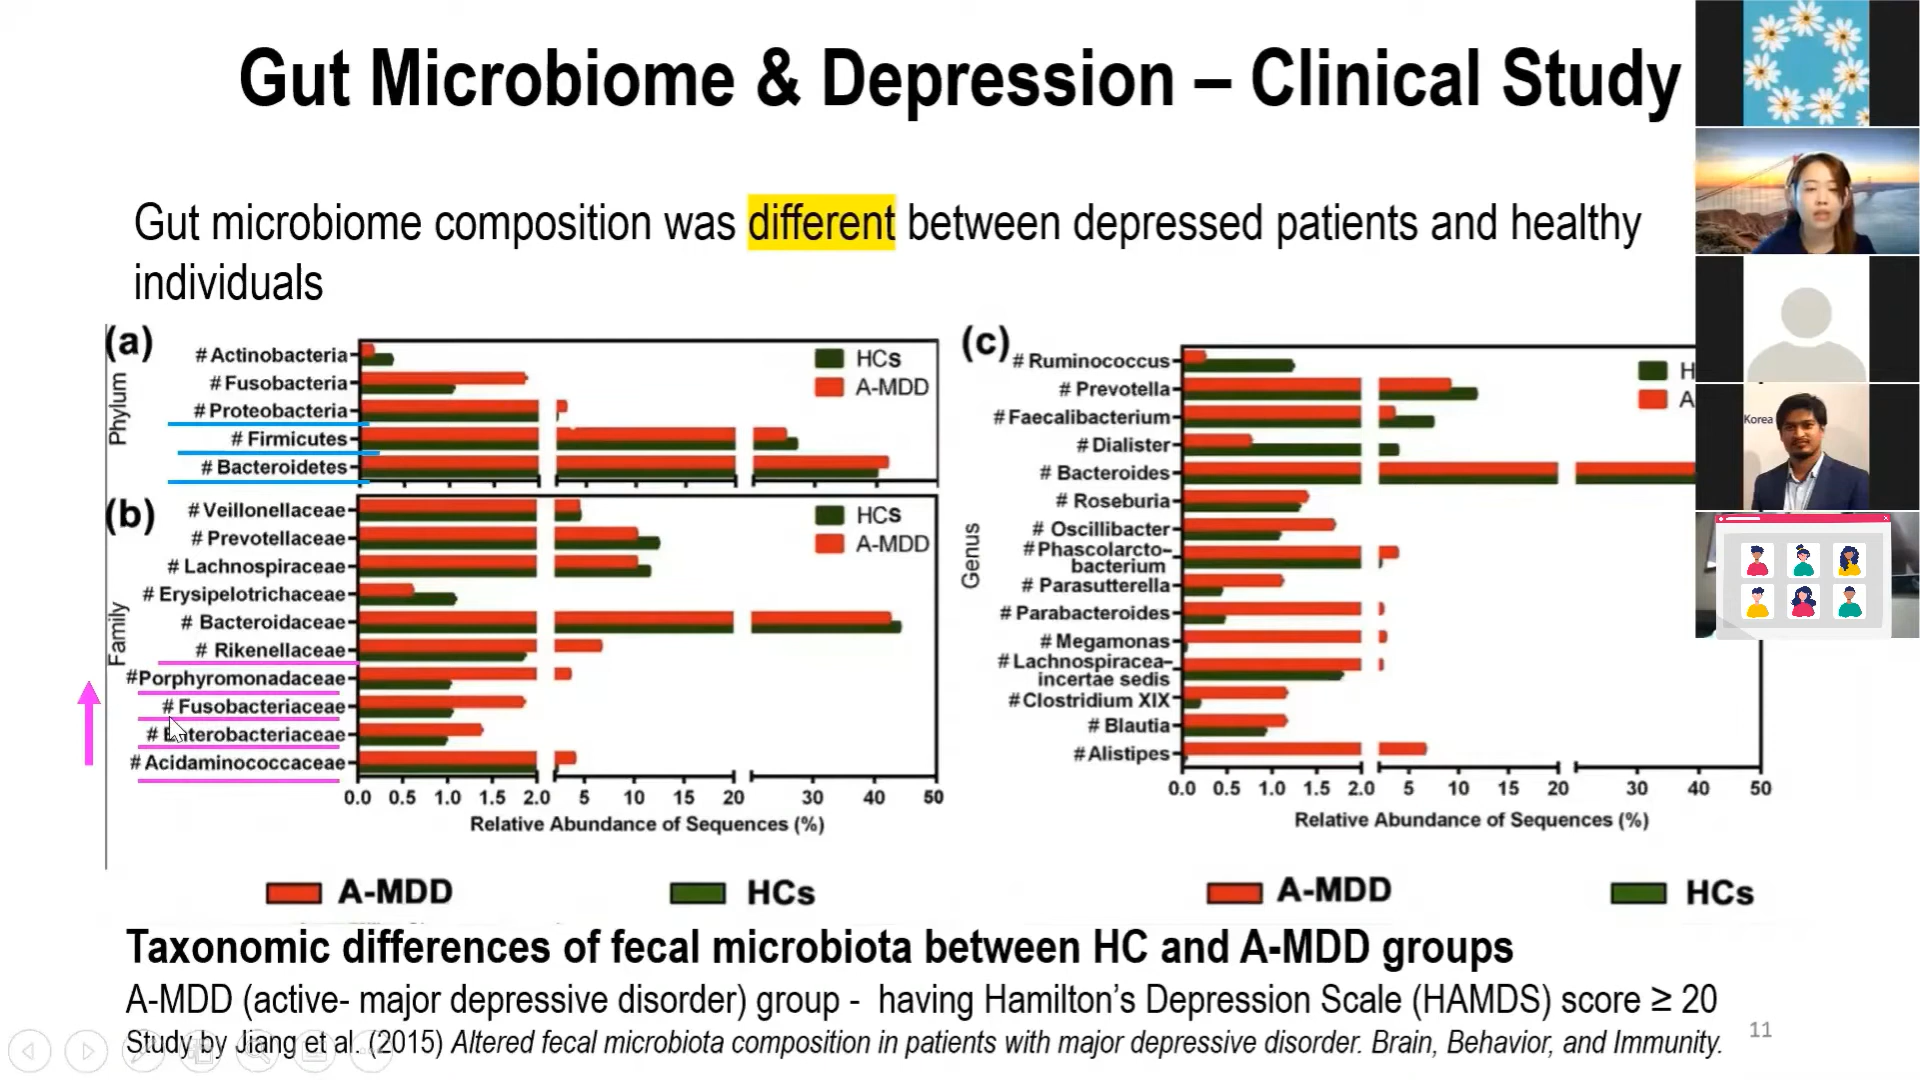 Gut Microbiome & Depression – Clinical Study
Gut microbiome composition was different between depressed patients and healthy
individuals
(a)
Phylum
# Actinobacteria
# Fusobacteria
# Proteobacteria
# Firmicutes
# Bacteroidetes
HCs
A-MDD
(b)
Family
# Veillonellaceae
# Prevotellaceae
# Lachnospiraceae
# Erysipelotrichaceae
# Bacteroidaceae
# Rikenellaceae
#Porphyromonadaceae
# Fusobacteriaceae
# Enterobacteriaceae
# Acidaminococcaceae
HCs
A-MDD
0.0 0.5 1.0 1.5 2.0 5 10 15 20 30 40 50
Relative Abundance of Sequences (%)
(c)
Genus
# Ruminococcus
# Prevotella
# Faecalibacterium
# Dialister
# Bacteroides
# Roseburia
# Oscillibacter
# Phascolarcto-
bacterium
# Parasutterella
# Parabacteroides
# Megamonas
# Lachnospiracea-
incertae sedis
# Clostridium XIX
# Blautia
# Alistipes
H
A
0.0 0.5 1.0 1.5 2.0 5 10 15 20 30 40 50
Relative Abundance of Sequences (%)
A-MDD HCs
A-MDD HCs
Taxonomic differences of fecal microbiota between HC and A-MDD groups
A-MDD (active- major depressive disorder) group - having Hamilton's Depression Scale (HAMDS) score ≥ 20
Study by Jiang et al. (2015) Altered fecal microbiota composition in patients with major depressive disorder. Brain, Behavior, and Immunity.
11
Korea